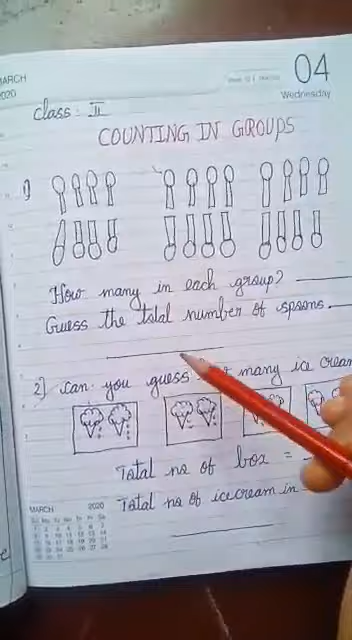 MARCH
2020
04
Wednesday
Class: II
COUNTING IN GROUPS
1)
How many in each group?
Guess the total number of spoons
2) Can you guess many ice cream
Total no of box =
MARCH 2020
Total no of icecream in